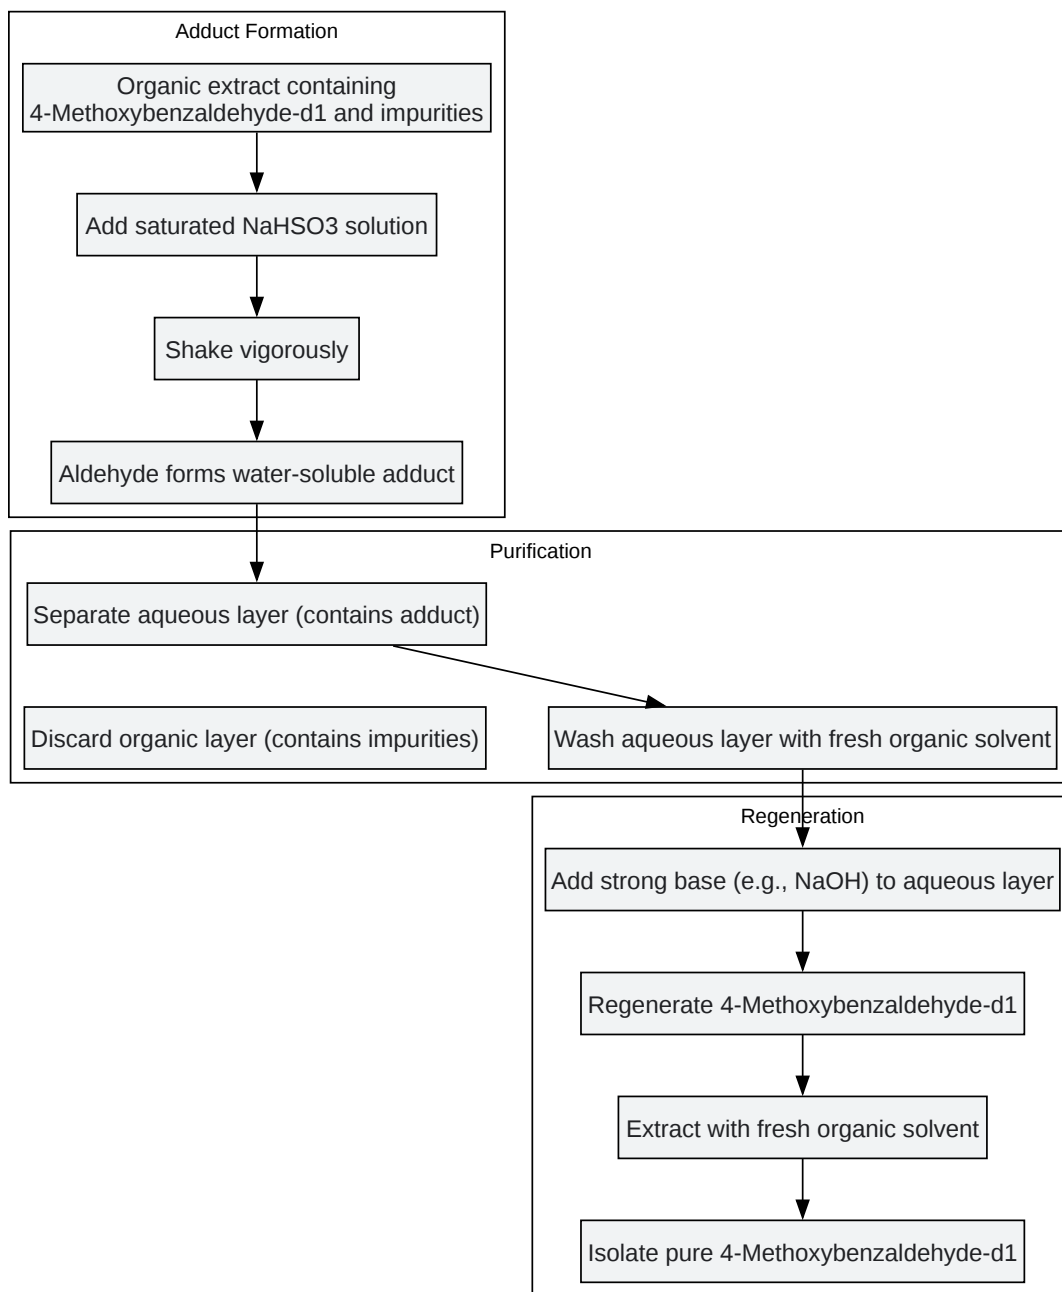 Adduct Formation
Organic extract containing
4-Methoxybenzaldehyde-d1 and impurities
Add saturated NaHSO3 solution
Shake vigorously
Aldehyde forms water-soluble adduct
Purification
Separate aqueous layer (contains adduct)
Discard organic layer (contains impurities)
Wash aqueous layer with fresh organic solvent
Regeneration
Add strong base (e.g., NaOH) to aqueous layer
Regenerate 4-Methoxybenzaldehyde-d1
Extract with fresh organic solvent
Isolate pure 4-Methoxybenzaldehyde-d1